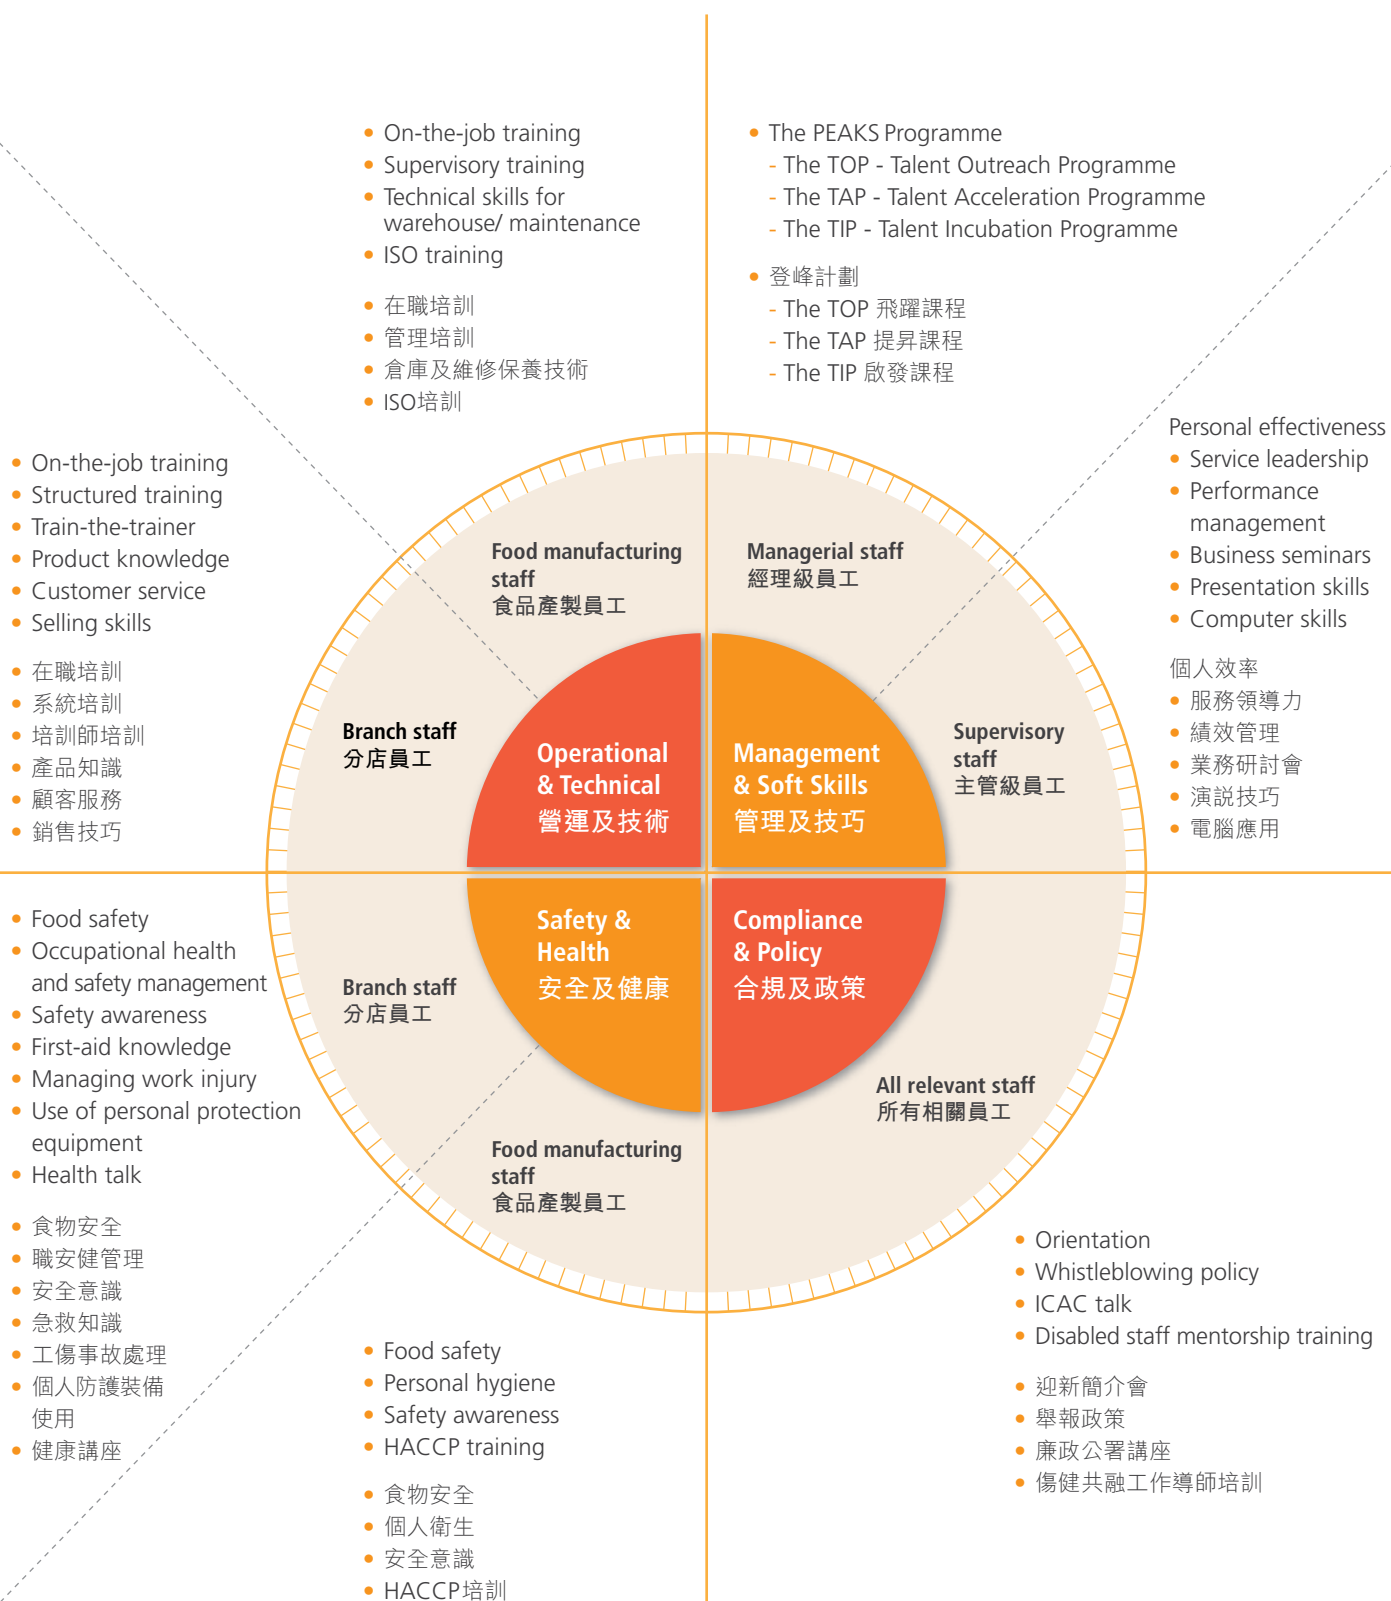 • On-the-job training
• Supervisory training
• Technical skills for
warehouse/ maintenance
• ISO training
• 在職培訓
• 管理培訓
• 倉庫及維修保養技術
• ISO培訓
• The PEAKS Programme
- The TOP - Talent Outreach Programme
- The TAP - Talent Acceleration Programme
- The TIP - Talent Incubation Programme
• 登峰計劃
- The TOP 飛躍課程
- The TAP 提昇課程
- The TIP 啟發課程
• On-the-job training
• Structured training
• Train-the-trainer
• Product knowledge
• Customer service
• Selling skills
• 在職培訓
• 系統培訓
• 培訓師培訓
• 產品知識
• 顧客服務
• 銷售技巧
Food manufacturing
staff
食品產製員工
Managerial staff
經理級員工
Branch staff
分店員工
Operational
& Technical
營運及技術
Management
& Soft Skills
管理及技巧
Supervisory
staff
主管級員工
Personal effectiveness
• Service leadership
• Performance
management
• Business seminars
• Presentation skills
• Computer skills
個人效率
• 服務領導力
• 績效管理
• 業務研討會
• 演説技巧
• 電腦應用
• Food safety
• Occupational health
and safety management
• Safety awareness
• First-aid knowledge
• Managing work injury
• Use of personal protection
equipment
• Health talk
• 食物安全
• 職安健管理
• 安全意識
• 急救知識
• 工傷事故處理
• 個人防護裝備
使用
• 健康講座
Branch staff
分店員工
Safety &
Health
安全及健康
Compliance
& Policy
合規及政策
All relevant staff
所有相關員工
Food manufacturing
staff
食品產製員工
• Food safety
• Personal hygiene
• Safety awareness
• HACCP training
• 食物安全
• 個人衛生
• 安全意識
• HACCP培訓
• Orientation
• Whistleblowing policy
• ICAC talk
• Disabled staff mentorship training
• 迎新簡介會
• 舉報政策
• 廉政公署講座
• 傷健共融工作導師培訓